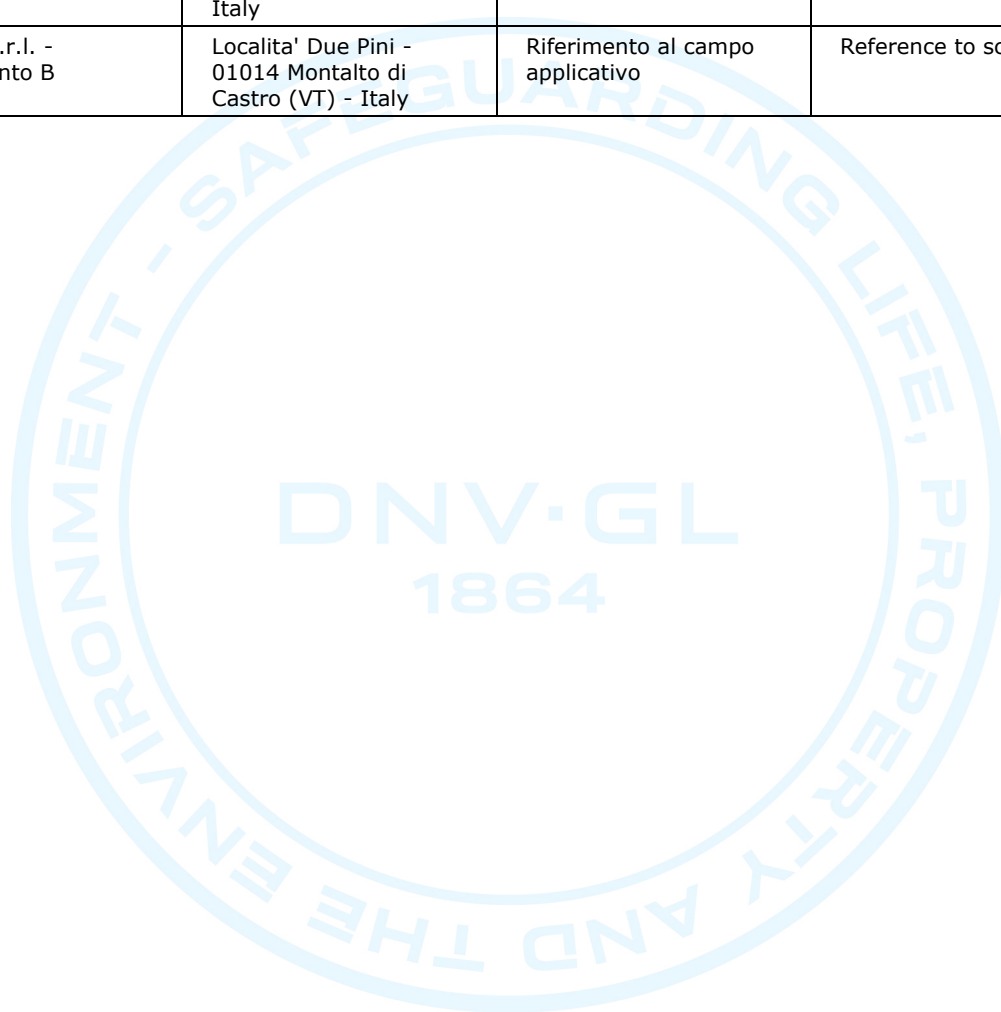 Italy
.r.l. -
nto B
Localita' Due Pini -
01014 Montalto di
Castro (VT) - Italy
Riferimento al campo
applicativo
Reference to
SAFEGUARDING LIFE, PROPERTY AND THE ENVIRONMENT -
DNV·GL
1864